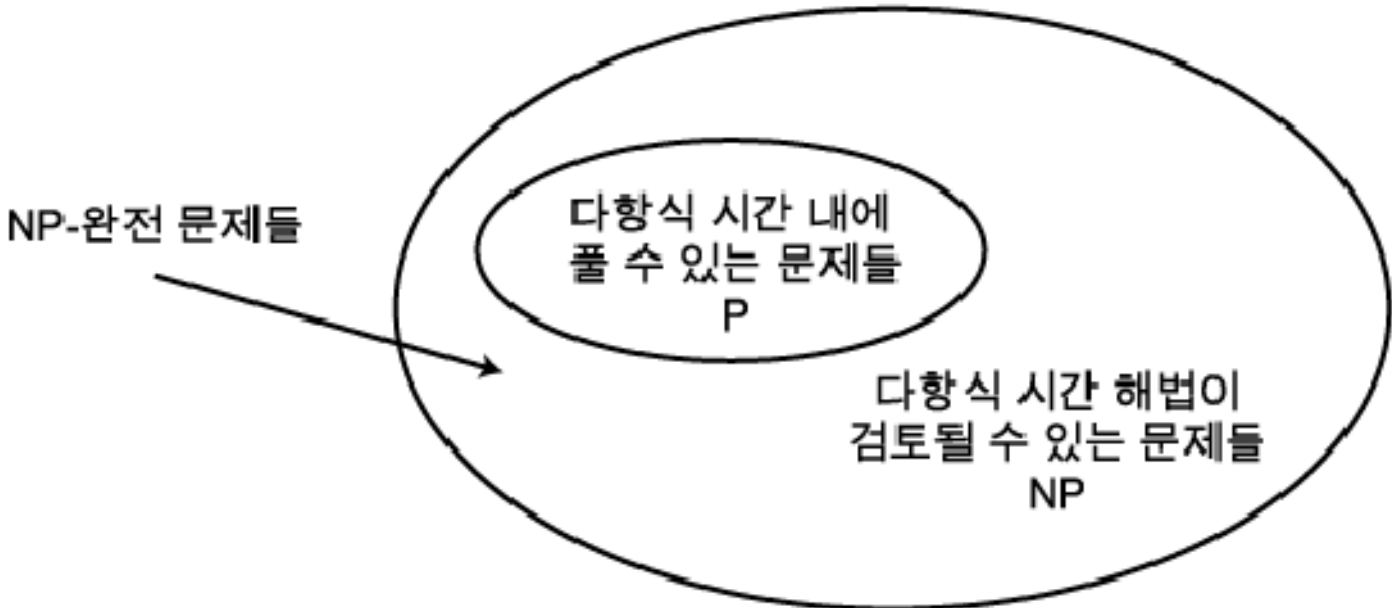 NP-완전 문제들
다항식 시간 내에
풀 수 있는 문제들
P
다항식 시간 해법이
검토될 수 있는 문제들
NP